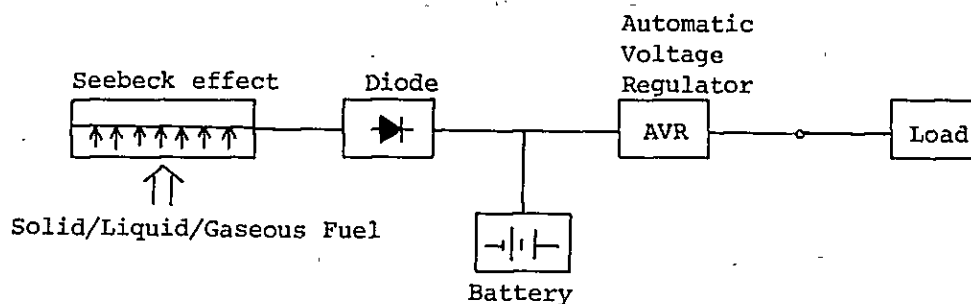 Automatic
Voltage
Regulator
Seebeck effect
Diode
AVR
Load
Solid/Liquid/Gaseous Fuel
Battery